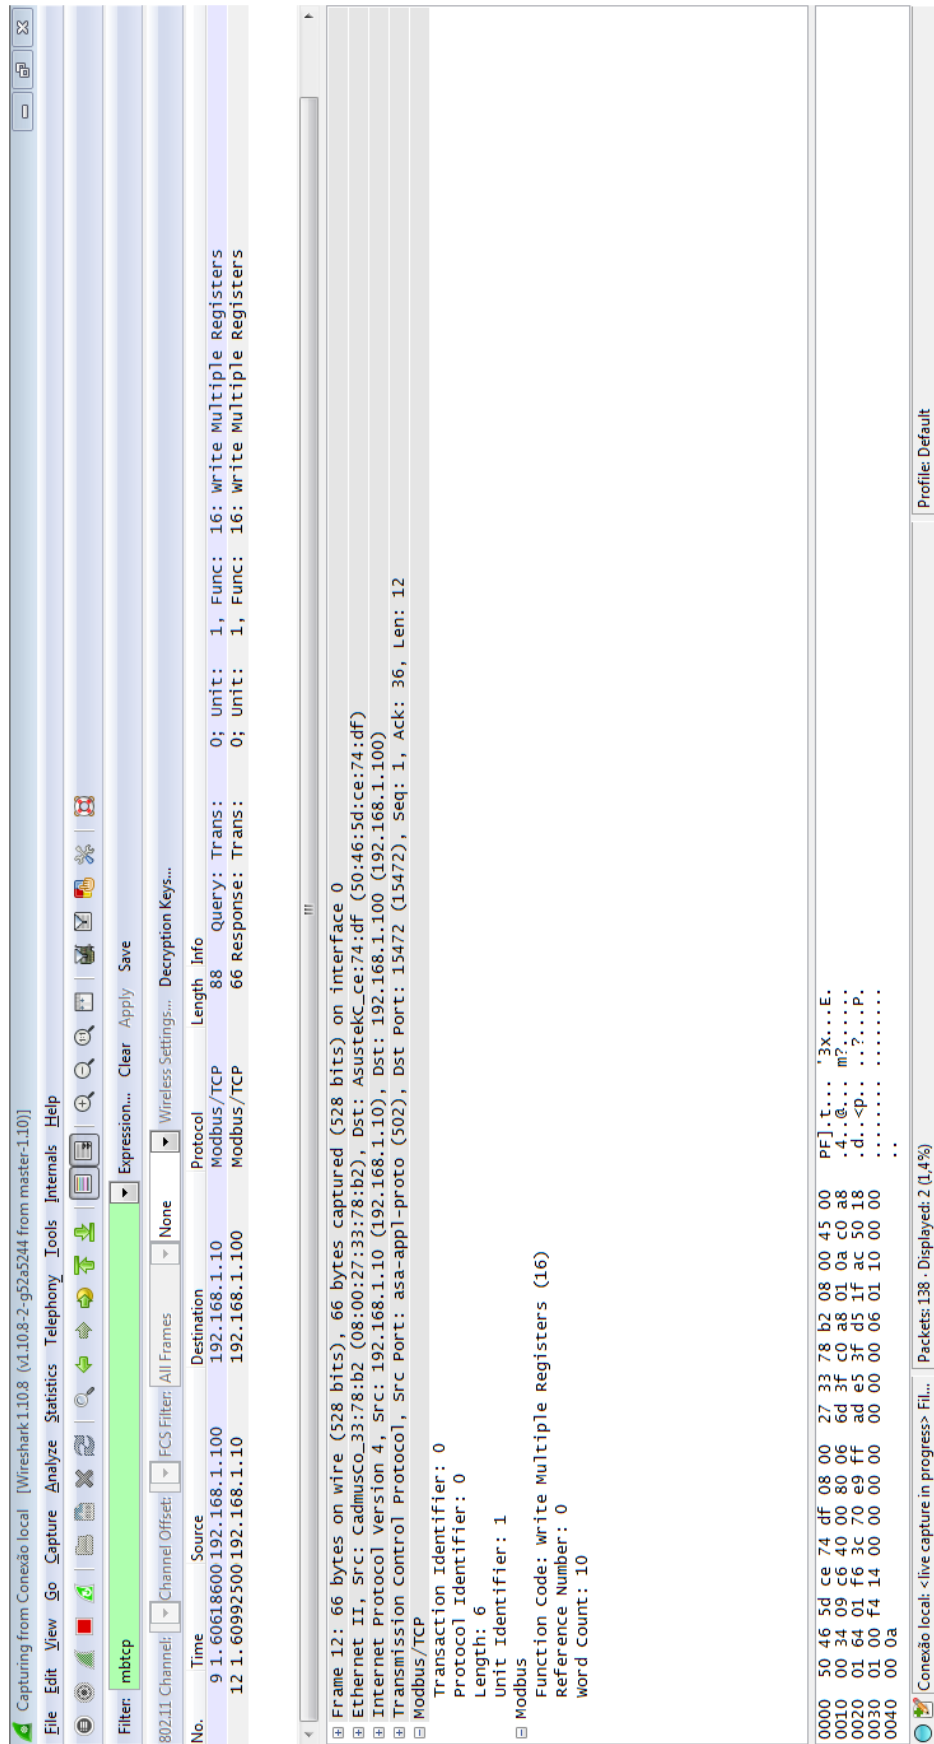 Capturing from Conexão local   [Wireshark 1.10.8  (v1.10.8-2-g52a5244 from master-1.10)]
File Edit View Go Capture Analyze Statistics Telephony Tools Internals Help
Filter: mbtcp Expression... Clear Apply Save
802.11 Channel: Channel Offset: FCS Filter: All Frames None Wireless Settings... Decryption Keys...
No. Time Source Destination Protocol Length Info
9 1.60618600 192.168.1.100 192.168.1.10 Modbus/TCP 88 Query: Trans: 0; Unit: 1, Func: 16: Write Multiple Registers
12 1.60992500 192.168.1.10 192.168.1.100 Modbus/TCP 66 Response: Trans: 0; Unit: 1, Func: 16: Write Multiple Registers
Frame 12: 66 bytes on wire (528 bits), 66 bytes captured (528 bits) on interface 0
Ethernet II, Src: CadmusCo_33:78:b2 (08:00:27:33:78:b2), Dst: AsustekC_ce:74:df (50:46:5d:ce:74:df)
Internet Protocol Version 4, Src: 192.168.1.10 (192.168.1.10), Dst: 192.168.1.100 (192.168.1.100)
Transmission Control Protocol, Src Port: asa-appl-proto (502), Dst Port: 15472 (15472), Seq: 1, Ack: 36, Len: 12
Modbus/TCP
Transaction Identifier: 0
Protocol Identifier: 0
Length: 6
Unit Identifier: 1
Modbus
Function Code: Write Multiple Registers (16)
Reference Number: 0
Word Count: 10
0000 50 46 5d ce 74 df 08 00 27 33 78 b2 08 00 45 00 PF].t... '3x...E.
0010 00 34 09 c6 40 00 80 06 6d 3f c0 a8 01 0a c0 a8 .4..@... m?......
0020 01 64 01 f6 3c 70 e9 ff ad e5 3f d5 1f ac 50 18 .d..<p.. ..?...P.
0030 01 00 f4 14 00 00 00 00 00 00 00 06 01 10 00 00 ........ ........
0040 00 0a ..
Conexão local: <live capture in progress> Fil... Packets: 138 · Displayed: 2 (1,4%) Profile: Default